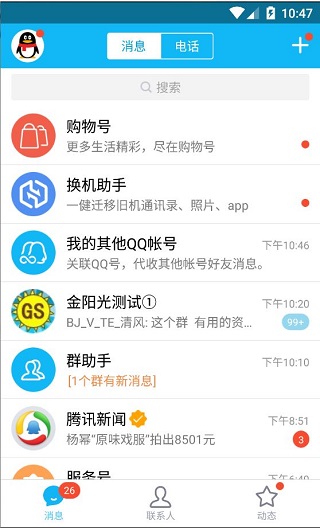 10:47
消息
电话
搜索
购物号
更多生活精彩，尽在购物号
换机助手
一健迁移旧机通讯录、照片、app
我的其他QQ帐号
下午10:46
关联QQ号，代收其他帐号好友消息。
金阳光测试①
下午10:20
GS
BJ_V_TE_清风: 这个群 有用的资…
99+
群助手
下午10:10
[1个群有新消息]
腾讯新闻
下午8:51
杨幂“原味戏服”拍出8501元
3
服务号
下午6:49
26
消息
联系人
动态